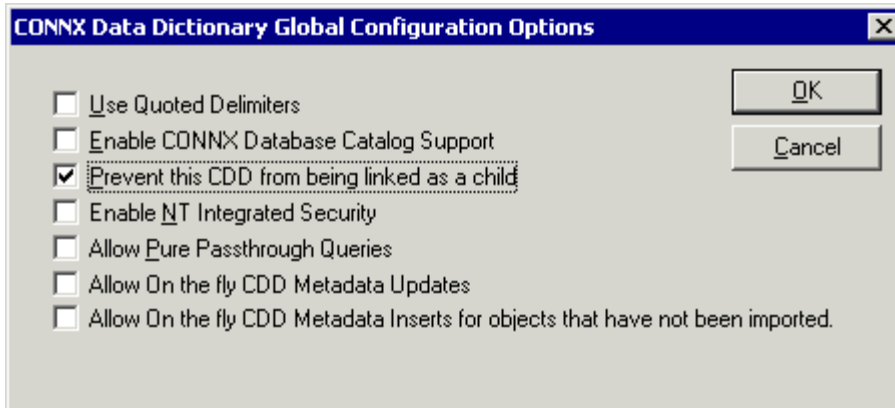 CONNX Data Dictionary Global Configuration Options
Use Quoted Delimiters
Enable CONNX Database Catalog Support
Prevent this CDD from being linked as a child
Enable NT Integrated Security
Allow Pure Passthrough Queries
Allow On the fly CDD Metadata Updates
Allow On the fly CDD Metadata Inserts for objects that have not been imported.
OK
Cancel